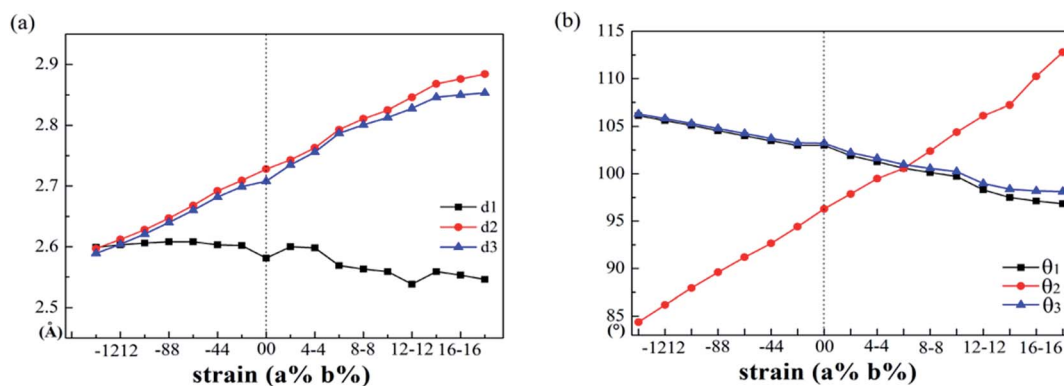 (a)
2.9
2.8
2.7
2.6
2.5
(Å)
d1
d2
d3
-1212 -88 -44 00 4-4 8-8 12-12 16-16
strain (a% b%)
(b)
115
110
105
100
95
90
85
(º)
θ1
θ2
θ3
-1212 -88 -44 00 4-4 8-8 12-12 16-16
strain (a% b%)